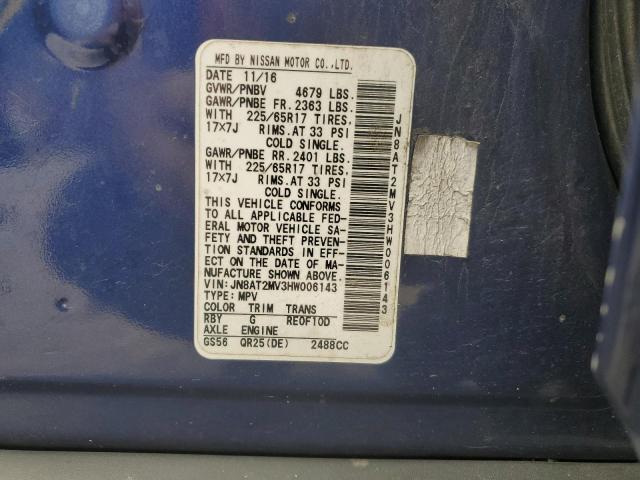 MFD BY NISSAN MOTOR CO.,LTD.
DATE 11/16
GVWR/PNBV 4679 LBS.
GAWR/PNBE FR. 2363 LBS.
WITH 225/65R17 TIRES,
17X7J RIMS.AT 33 PSI
COLD SINGLE.
GAWR/PNBE RR. 2401 LBS.
WITH 225/65R17 TIRES,
17X7J RIMS.AT 33 PSI
COLD SINGLE.
THIS VEHICLE CONFORMS
TO ALL APPLICABLE FED-
ERAL MOTOR VEHICLE SA-
FETY AND THEFT PREVEN-
TION STANDARDS IN EFF-
ECT ON THE DATE OF MA-
NUFACTURE SHOWN ABOVE.
VIN:JN8AT2MV3HW006143
TYPE:MPV
COLOR TRIM TRANS
RBY G RE0F10D
AXLE ENGINE
GS56 QR25(DE) 2488CC
JN8AT2MV3HW006143